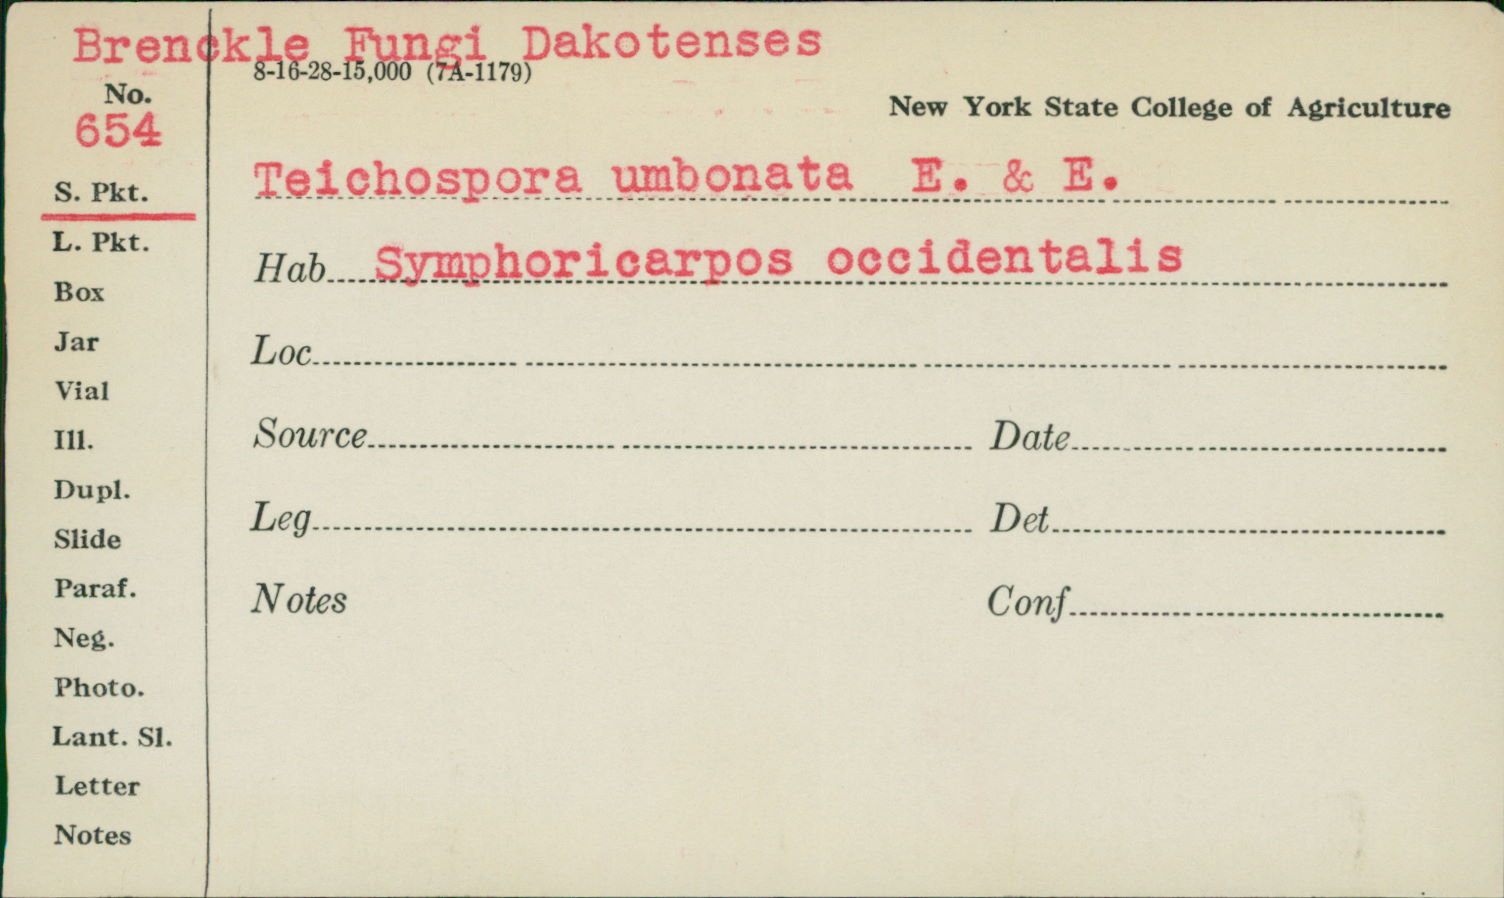 Brenckle Fungi Dakotenses
8-16-28-15,000 (7A-1179)
No.
654
New York State College of Agriculture
S. Pkt.
Teichospora umbonata E. & E.
L. Pkt.
Hab. Symphoricarpos occidentalis
Box
Jar
Loc.
Vial
Ill.
Source Date
Dupl.
Slide
Leg. Det.
Paraf.
Notes Conf.
Neg.
Photo.
Lant. Sl.
Letter
Notes